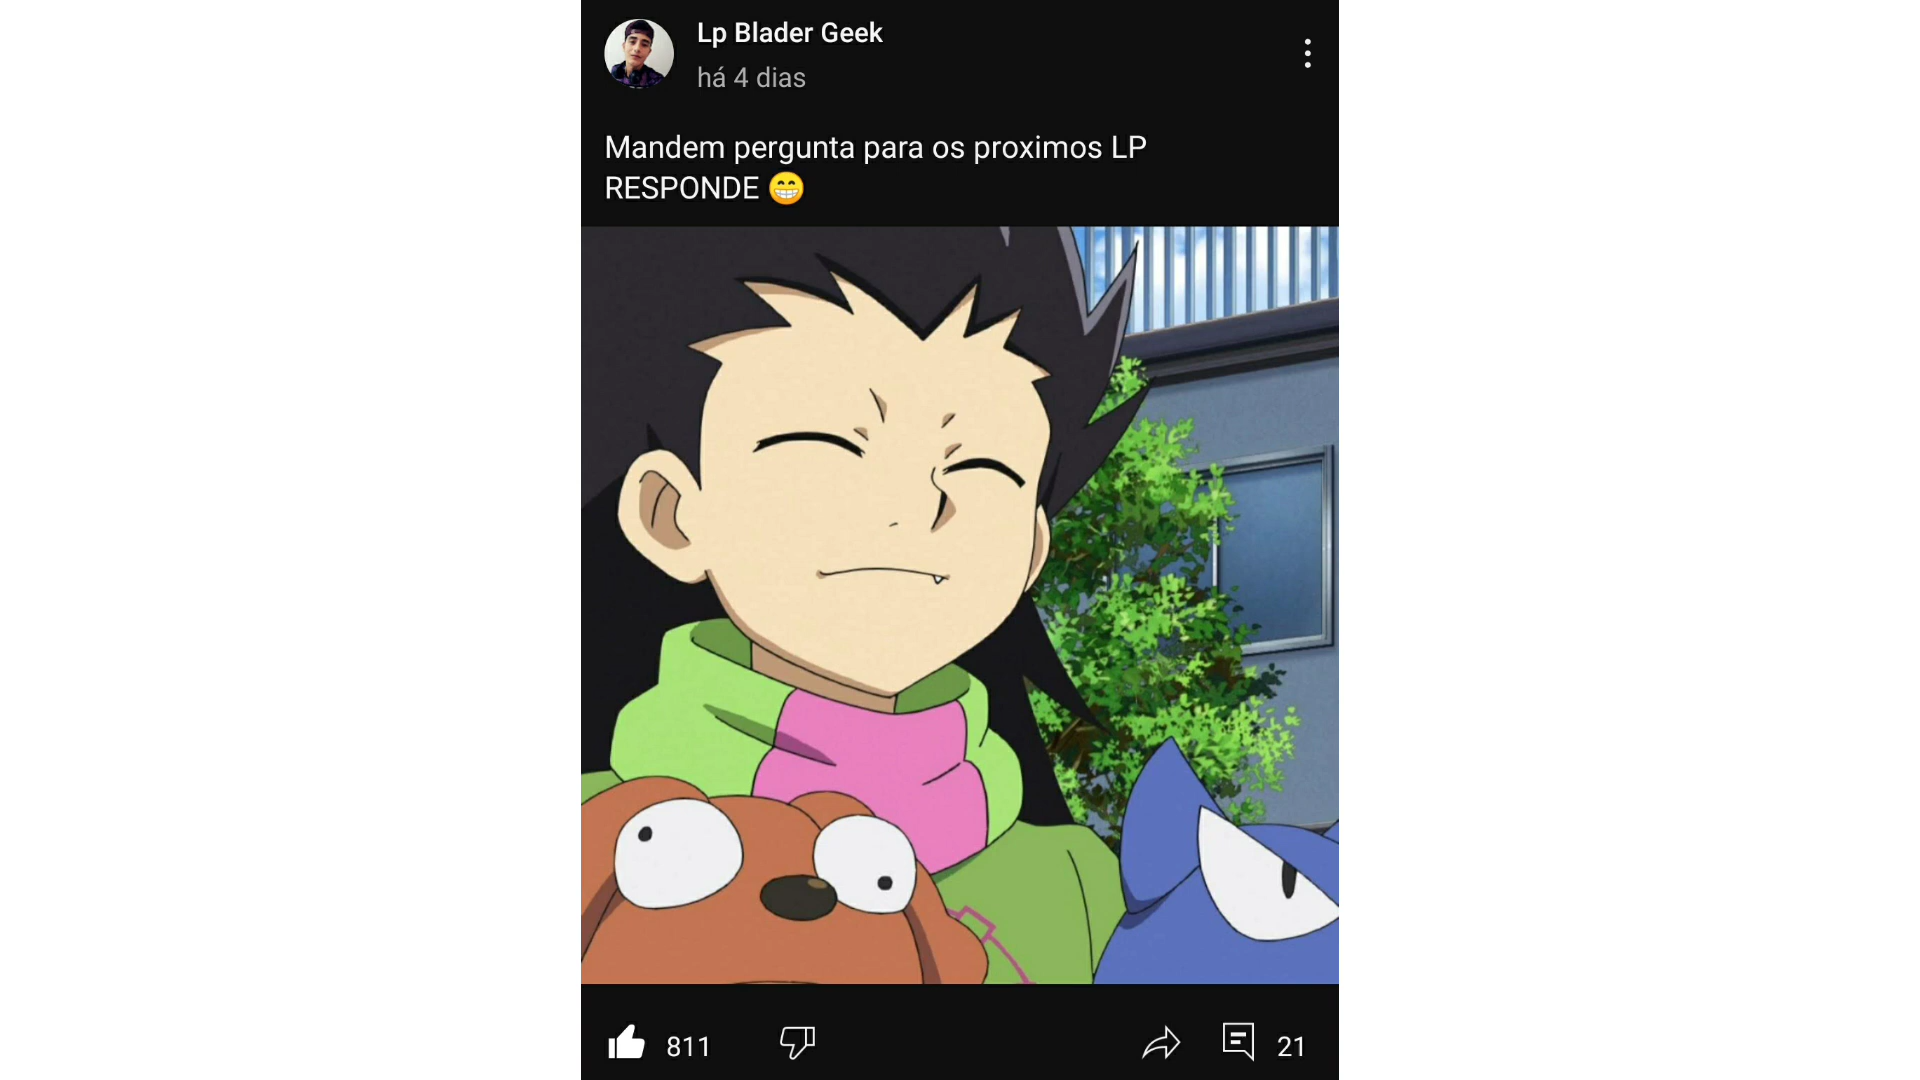 Lp Blader Geek
há 4 dias
Mandem pergunta para os proximos LP
RESPONDE 😁
811
21